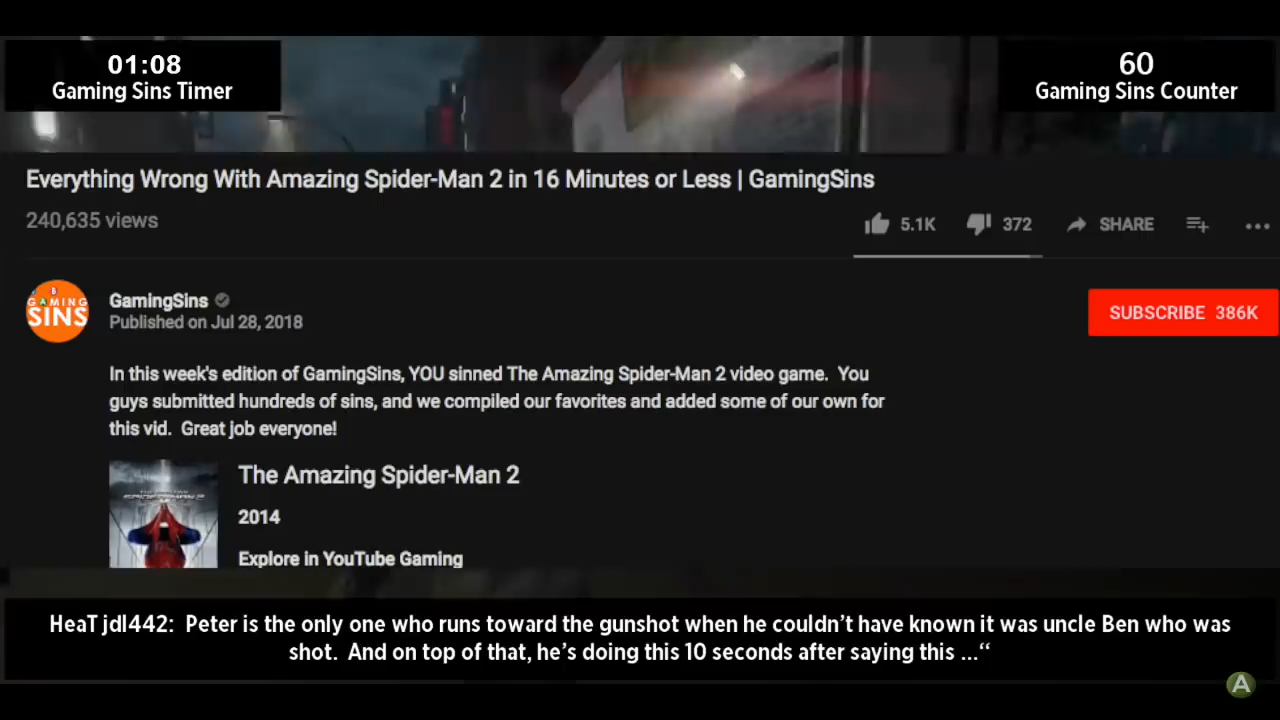 01:08
Gaming Sins Timer
60
Gaming Sins Counter
Everything Wrong With Amazing Spider-Man 2 in 16 Minutes or Less | GamingSins
240,635 views
5.1K
372
SHARE
GAMING
SINS
GamingSins
Published on Jul 28, 2018
SUBSCRIBE 386K
In this week's edition of GamingSins, YOU sinned The Amazing Spider-Man 2 video game. You
guys submitted hundreds of sins, and we compiled our favorites and added some of our own for
this vid. Great job everyone!
The Amazing Spider-Man 2
2014
Explore in YouTube Gaming
HeaT jdl442: Peter is the only one who runs toward the gunshot when he couldn't have known it was uncle Ben who was
shot. And on top of that, he's doing this 10 seconds after saying this ..."
A